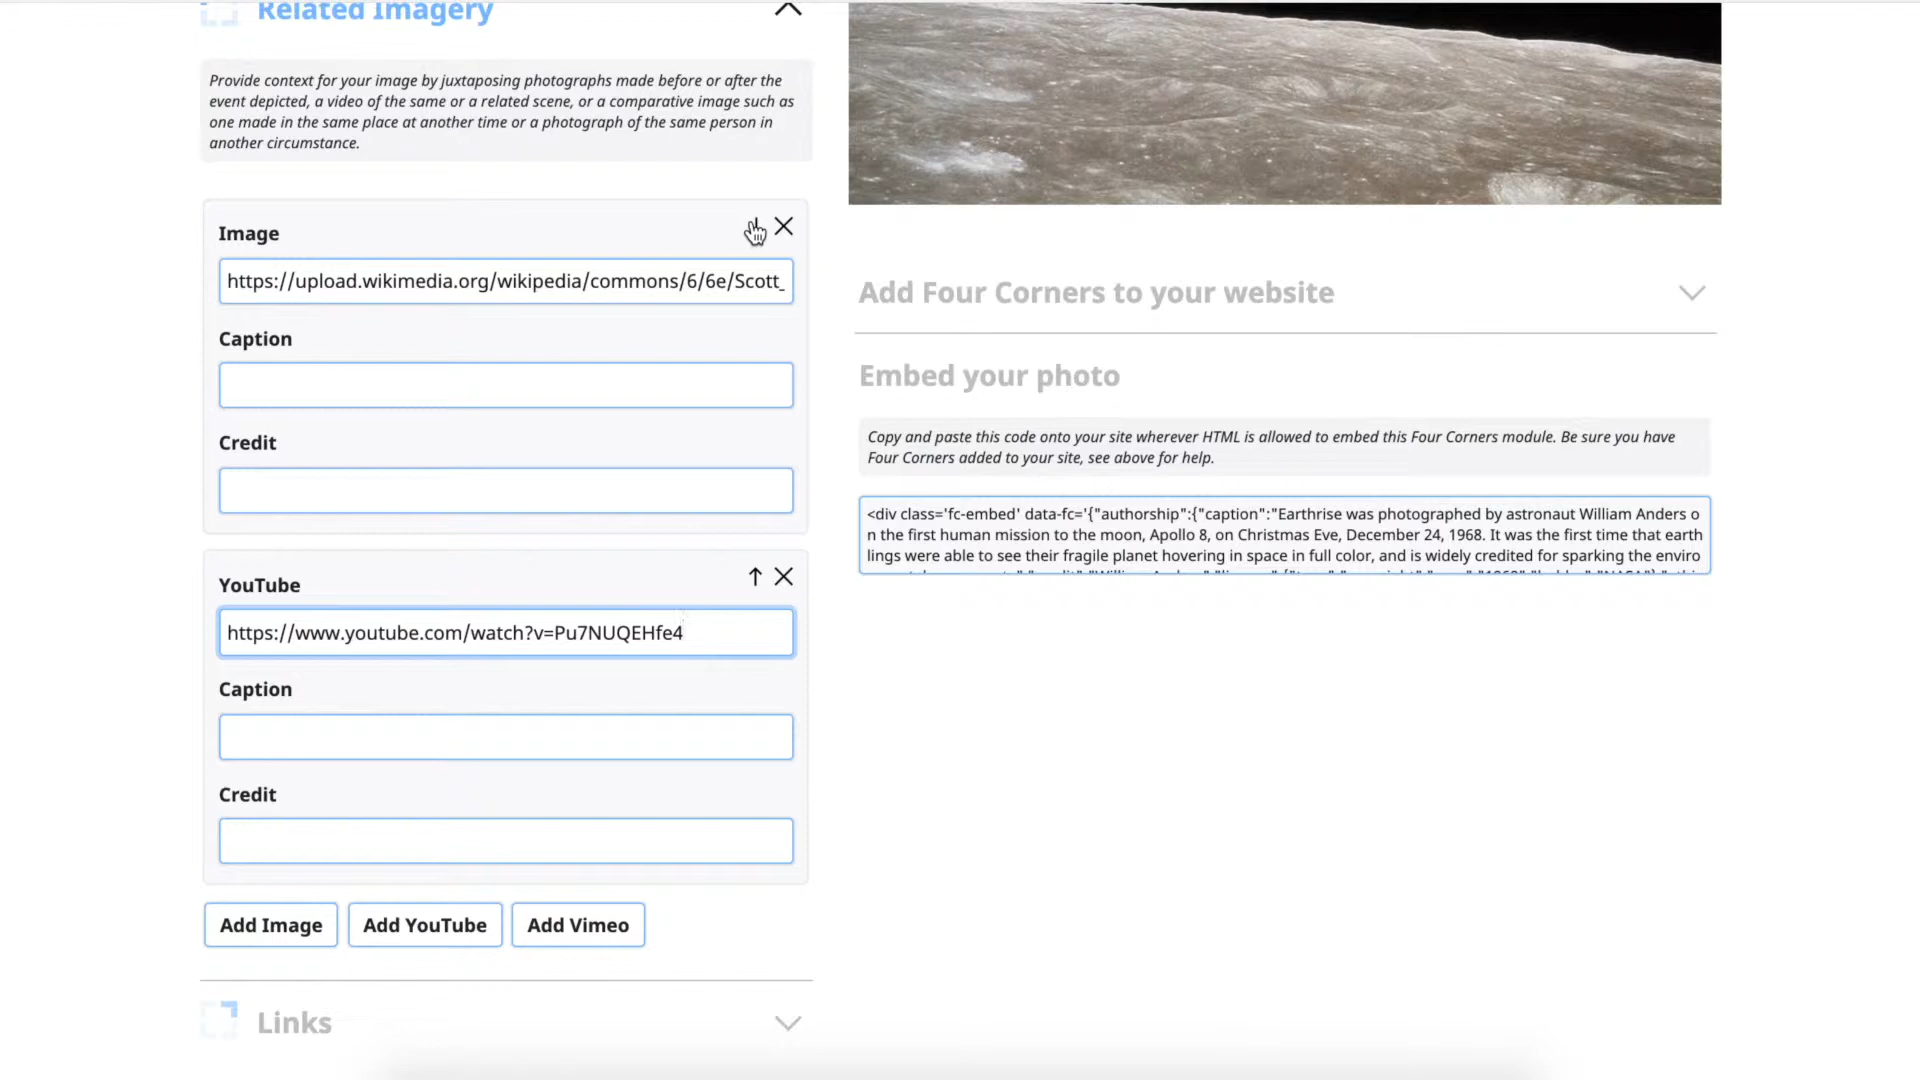 Related Imagery
Provide context for your image by juxtaposing photographs made before or after the
event depicted, a video of the same or a related scene, or a comparative image such as
one made in the same place at another time or a photograph of the same person in
another circumstance.
Image
https://upload.wikimedia.org/wikipedia/commons/6/6e/Scott_
Caption
Credit
YouTube
https://www.youtube.com/watch?v=Pu7NUQEHfe4
Caption
Credit
Add Image
Add YouTube
Add Vimeo
Links
Add Four Corners to your website
Embed your photo
Copy and paste this code onto your site wherever HTML is allowed to embed this Four Corners module. Be sure you have
Four Corners added to your site, see above for help.
<div class='fc-embed' data-fc='{"authorship":{"caption":"Earthrise was photographed by astronaut William Anders o
n the first human mission to the moon, Apollo 8, on Christmas Eve, December 24, 1968. It was the first time that earth
lings were able to see their fragile planet hovering in space in full color, and is widely credited for sparking the enviro